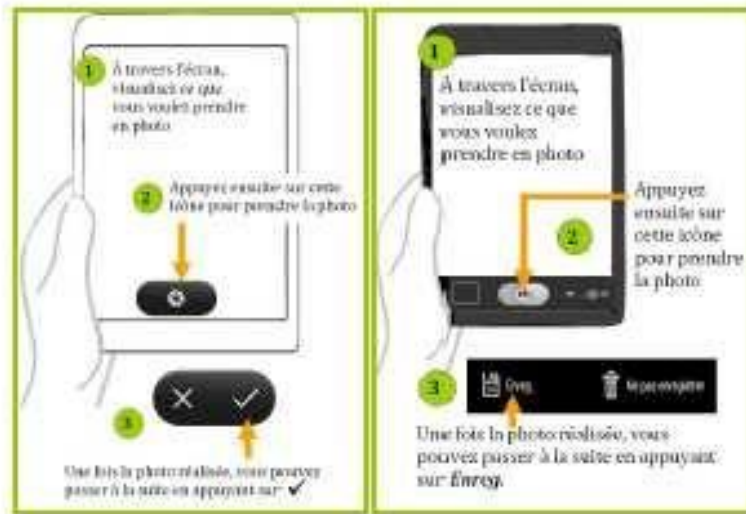 1
À travers l'écran,
visualisez ce que
vous voulez prendre
en photo
2
Appuyez ensuite sur cette
icône pour prendre la photo
3
Une fois la photo réalisée, vous pouvez
passer à la suite en appuyant sur ✓
1
À travers l'écran,
visualisez ce que
vous voulez
prendre en photo
2
Appuyez
ensuite sur
cette icône
pour prendre
la photo
3
Enreg.
Ne pas enregistrer
Une fois la photo réalisée, vous
pouvez passer à la suite en appuyant
sur Enreg.